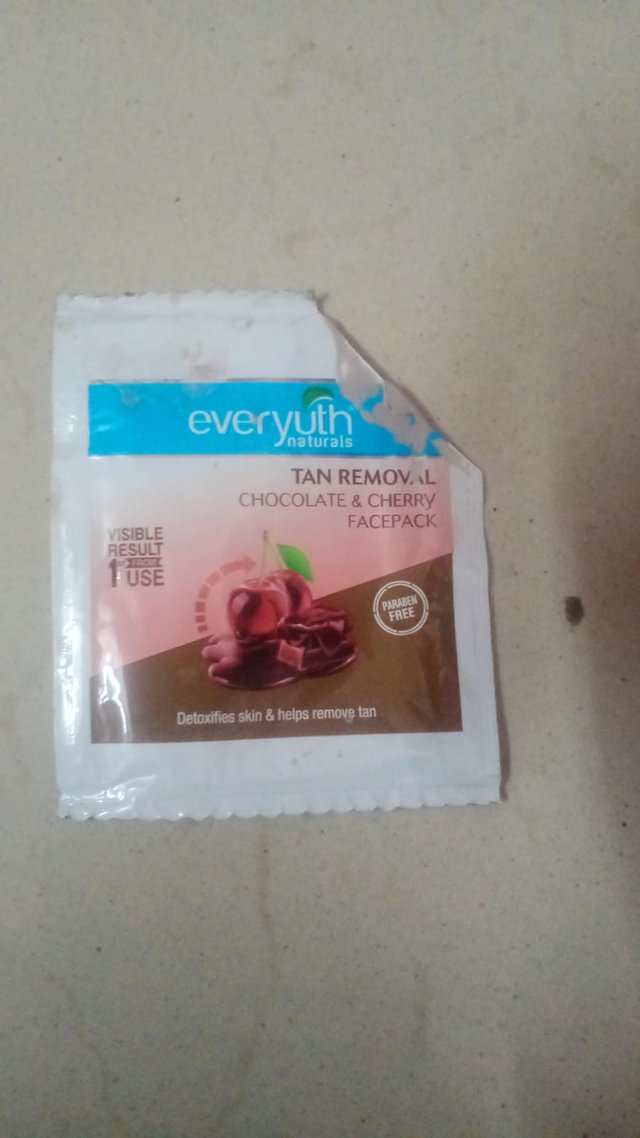 everyuth
naturals
TAN REMOVAL
CHOCOLATE & CHERRY
FACEPACK
VISIBLE
RESULT
1ST FROM
USE
PARABEN
FREE
Detoxifies skin & helps remove tan